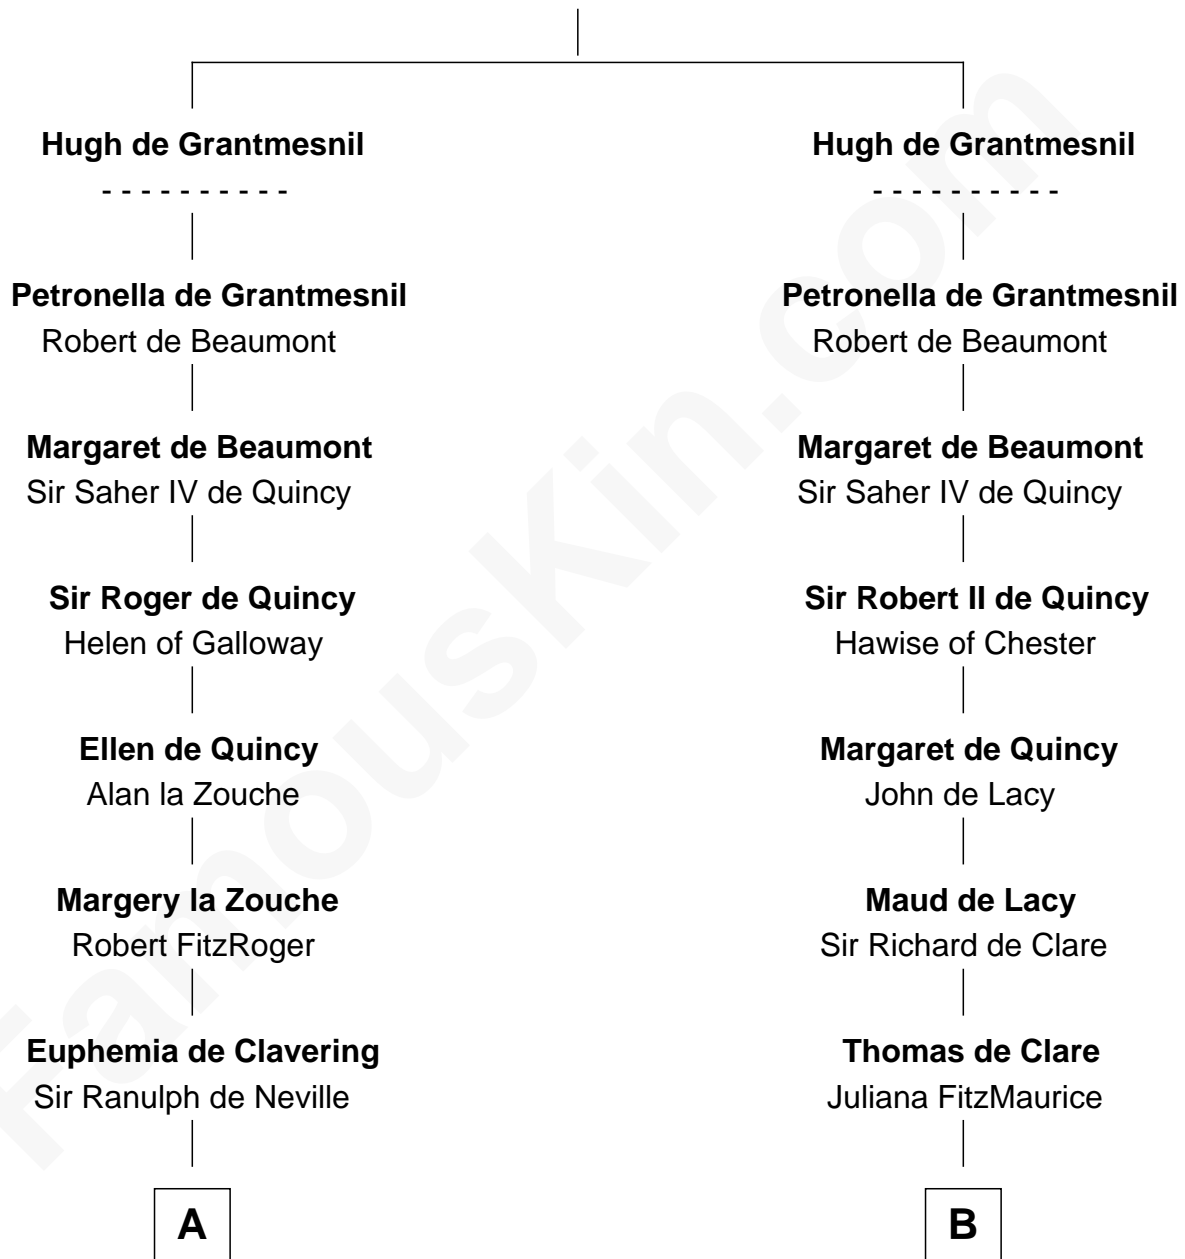 Hugh de Grantmesnil
- - - - - - - - - -
Petronella de Grantmesnil
Robert de Beaumont
Margaret de Beaumont
Sir Saher IV de Quincy
Sir Roger de Quincy
Helen of Galloway
Ellen de Quincy
Alan la Zouche
Margery la Zouche
Robert FitzRoger
Euphemia de Clavering
Sir Ranulph de Neville
A
Hugh de Grantmesnil
- - - - - - - - - -
Petronella de Grantmesnil
Robert de Beaumont
Margaret de Beaumont
Sir Saher IV de Quincy
Sir Robert II de Quincy
Hawise of Chester
Margaret de Quincy
John de Lacy
Maud de Lacy
Sir Richard de Clare
Thomas de Clare
Juliana FitzMaurice
B
FamousKin.com